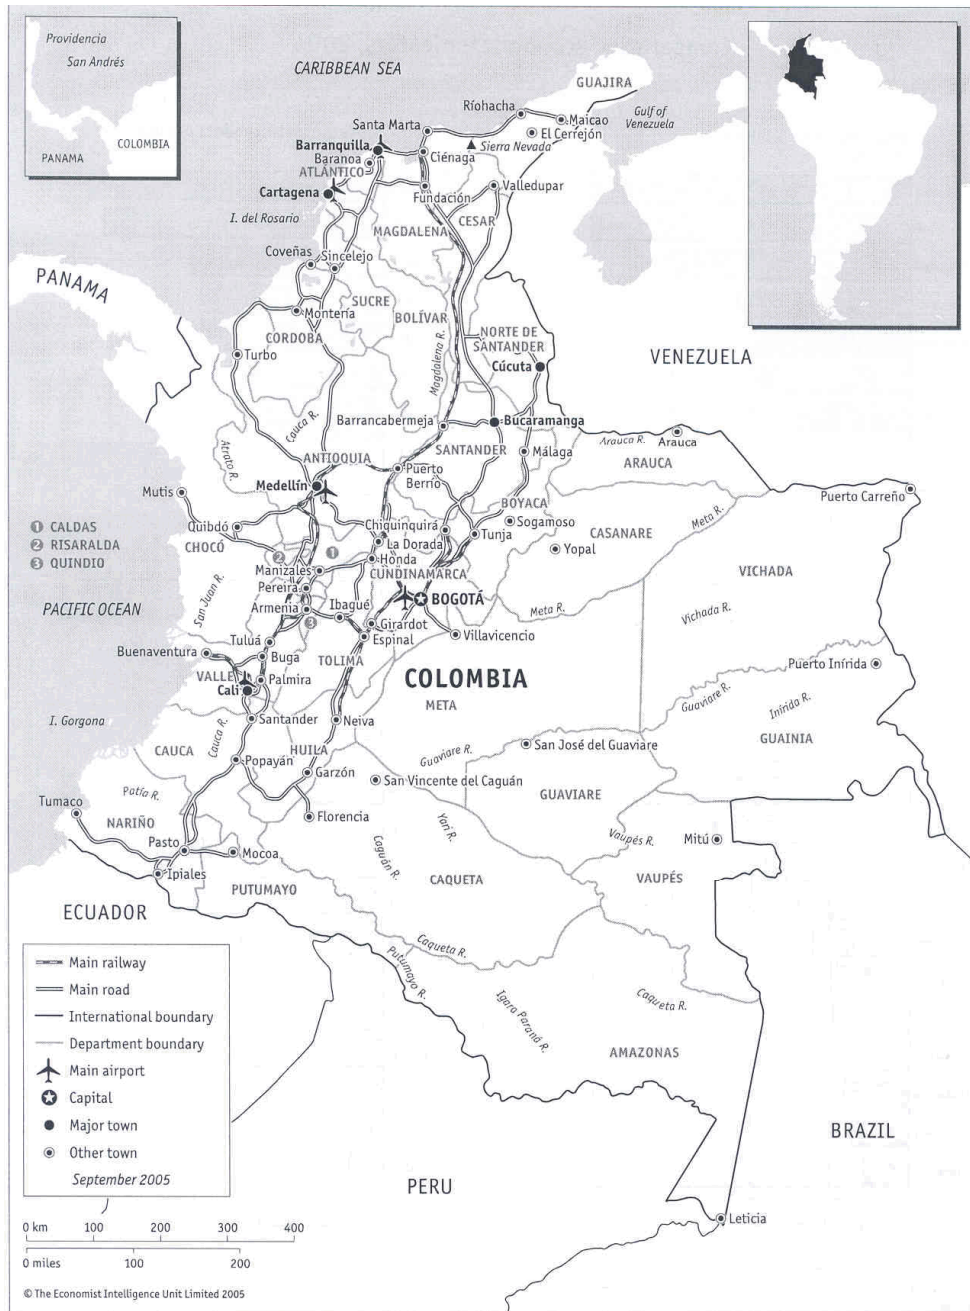 Providencia
San Andrés
PANAMA
COLOMBIA
CARIBBEAN SEA
GUAJIRA
Ríohacha
Maicao
Gulf of
Venezuela
El Cerrejón
Santa Marta
Sierra Nevada
Barranquilla
Baranoa
ATLÁNTICO
Ciénaga
Cartagena
Fundación
Valledupar
CESAR
I. del Rosario
MAGDALENA
Coveñas
Sincelejo
PANAMA
SUCRE
Montería
BOLÍVAR
CORDOBA
NORTE DE
SANTANDER
Magdalena R.
VENEZUELA
Turbo
Cúcuta
Cauca R.
Barrancabermeja
Bucaramanga
Arauca R.
Arauca
SANTANDER
Málaga
ARAUCA
Atrato R.
ANTIOQUIA
Puerto
Berrío
Medellín
Mutis
Puerto Carreño
BOYACA
Quibdó
Chiquinquirá
Sogamoso
CASANARE
Meta R.
1 CALDAS
2 RISARALDA
3 QUINDIO
CHOCÓ
La Dorada
Tunja
Yopal
2
1
Honda
Manizales
CUNDINAMARCA
VICHADA
San Juan R.
Pereira
BOGOTÁ
PACIFIC OCEAN
Armenia
Ibagué
Meta R.
Vichada R.
3
Girardot
Espinal
Villavicencio
Tuluá
Buenaventura
Buga
TOLIMA
Puerto Inírida
VALLE
Palmira
COLOMBIA
Cali
META
Guaviare R.
Inírida R.
I. Gorgona
Santander
Neiva
Cauca R.
GUAINIA
CAUCA
HUILA
Guaviare R.
San José del Guaviare
Popayán
Garzón
San Vincente del Caguán
GUAVIARE
Patía R.
Tumaco
NARIÑO
Florencia
Yari R.
Vaupés R.
Mitú
Pasto
Mocoa
Caguán R.
Ipiales
PUTUMAYO
CAQUETA
VAUPÉS
ECUADOR
Caqueta R.
Putumayo R.
Igara Paraná R.
Caqueta R.
AMAZONAS
BRAZIL
PERU
Leticia
Main railway
Main road
International boundary
Department boundary
Main airport
Capital
Major town
Other town
September 2005
0 km 100 200 300 400
0 miles 100 200
© The Economist Intelligence Unit Limited 2005